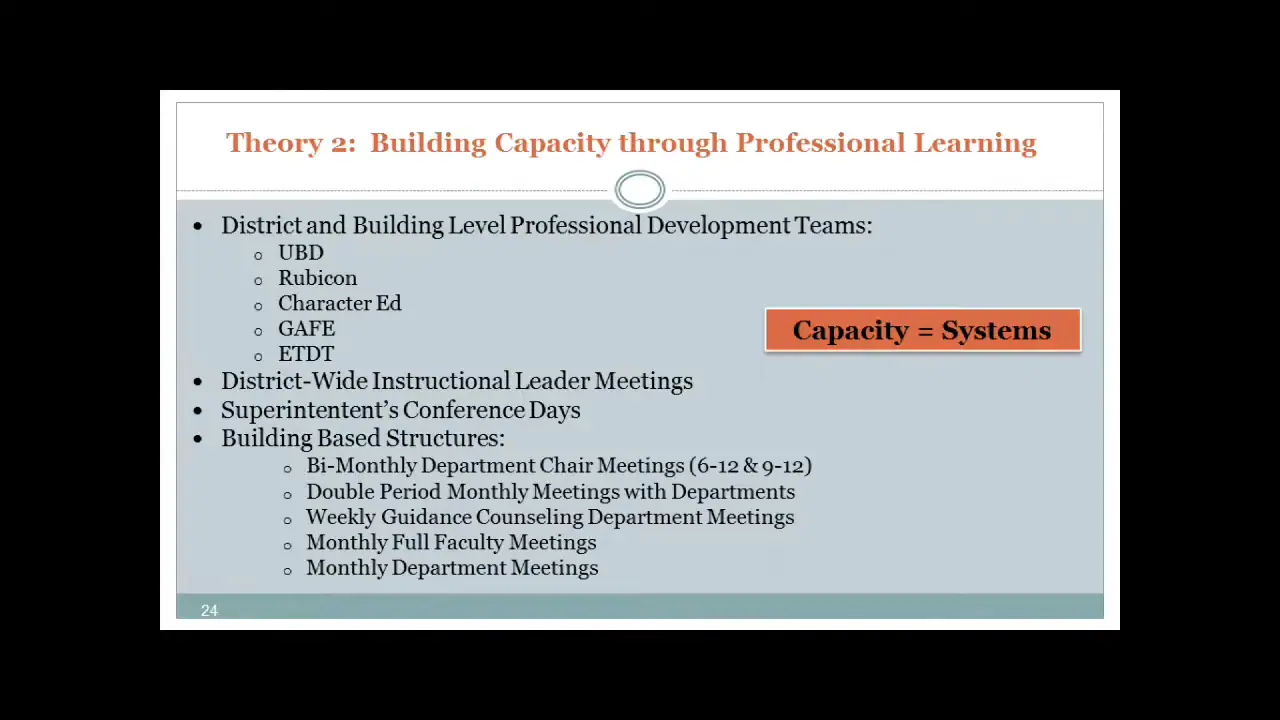 Theory 2: Building Capacity through Professional Learning
• District and Building Level Professional Development Teams:
o UBD
o Rubicon
o Character Ed
o GAFE
o ETDT
Capacity = Systems
• District-Wide Instructional Leader Meetings
• Superintentent’s Conference Days
• Building Based Structures:
o Bi-Monthly Department Chair Meetings (6-12 & 9-12)
o Double Period Monthly Meetings with Departments
o Weekly Guidance Counseling Department Meetings
o Monthly Full Faculty Meetings
o Monthly Department Meetings
24